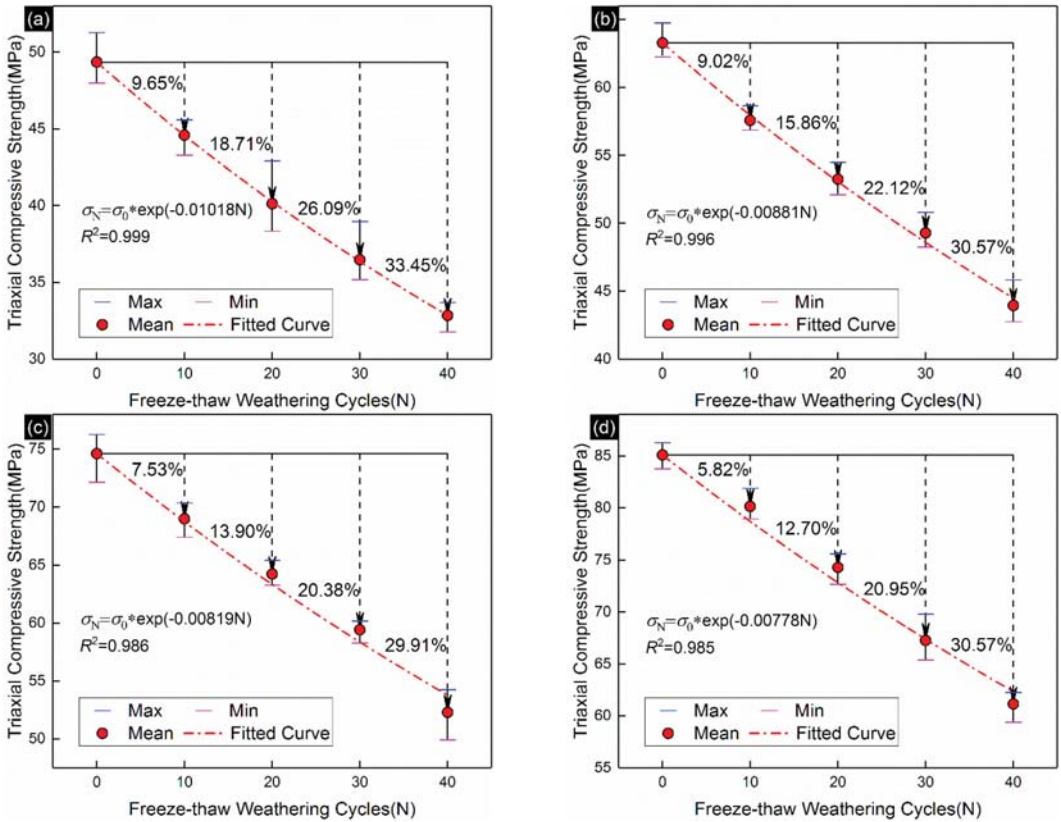 (a)
Triaxial Compressive Strength(MPa)
50
45
40
35
30
9.65%
18.71%
26.09%
33.45%
σN=σ0*exp(-0.01018N)
R²=0.999
Max Min
Mean Fitted Curve
0 10 20 30 40
Freeze-thaw Weathering Cycles(N)
(b)
Triaxial Compressive Strength(MPa)
60
55
50
45
40
9.02%
15.86%
22.12%
30.57%
σN=σ0*exp(-0.00881N)
R²=0.996
Max Min
Mean Fitted Curve
0 10 20 30 40
Freeze-thaw Weathering Cycles(N)
(c)
Triaxial Compressive Strength(MPa)
75
70
65
60
55
50
7.53%
13.90%
20.38%
29.91%
σN=σ0*exp(-0.00819N)
R²=0.986
Max Min
Mean Fitted Curve
0 10 20 30 40
Freeze-thaw Weathering Cycles(N)
(d)
Triaxial Compressive Strength(MPa)
85
80
75
70
65
60
55
5.82%
12.70%
20.95%
30.57%
σN=σ0*exp(-0.00778N)
R²=0.985
Max Min
Mean Fitted Curve
0 10 20 30 40
Freeze-thaw Weathering Cycles(N)